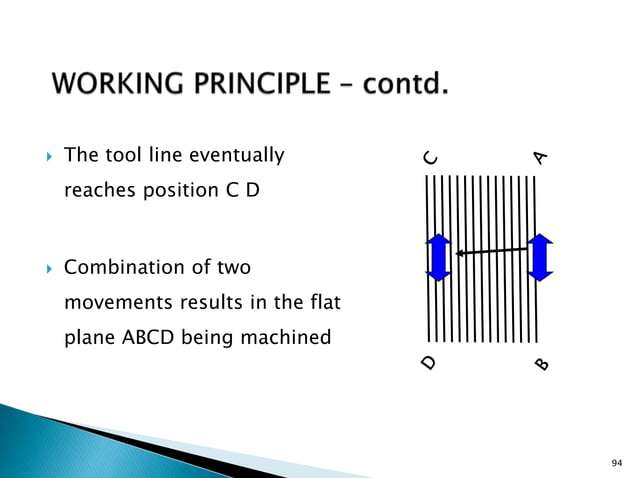 WORKING PRINCIPLE – contd.
The tool line eventually
reaches position C D
Combination of two
movements results in the flat
plane ABCD being machined
C
A
D
B
94